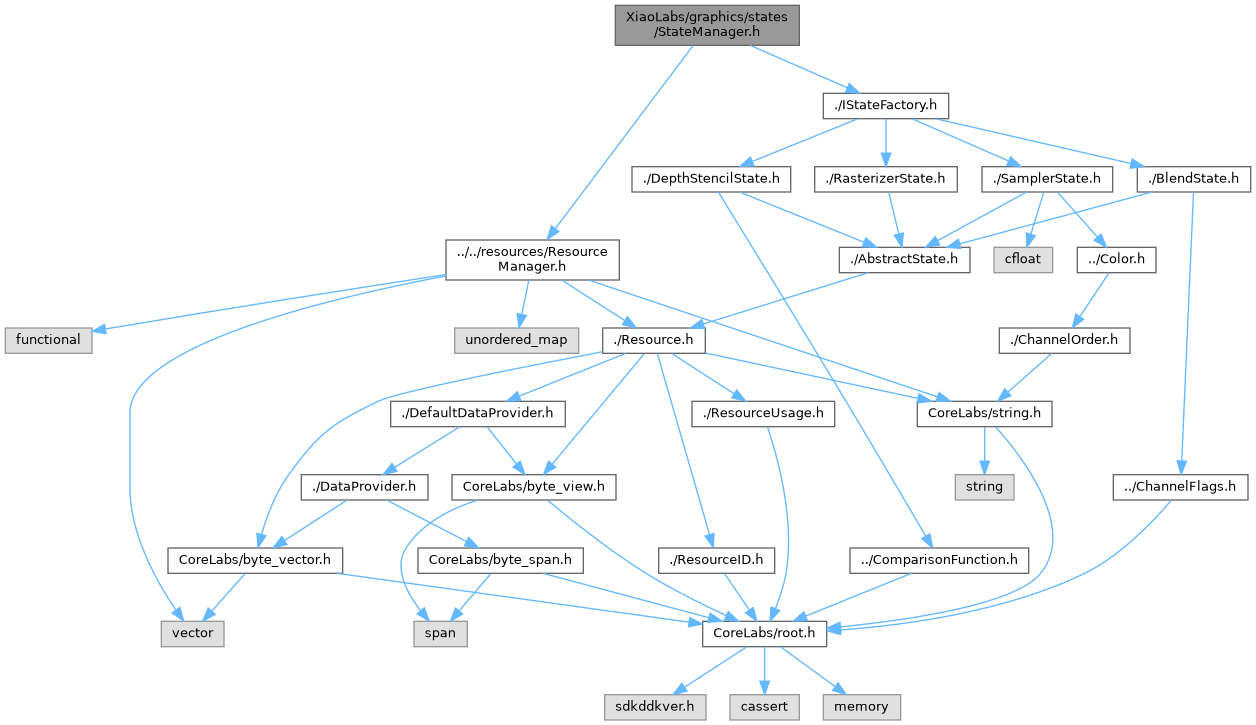 XiaoLabs/graphics/states
/StateManager.h
./IStateFactory.h
./DepthStencilState.h
./RasterizerState.h
./SamplerState.h
./BlendState.h
../../resources/Resource
Manager.h
./AbstractState.h
cfloat
../Color.h
functional
unordered_map
./Resource.h
./ChannelOrder.h
./DefaultDataProvider.h
./ResourceUsage.h
CoreLabs/string.h
./DataProvider.h
CoreLabs/byte_view.h
string
../ChannelFlags.h
CoreLabs/byte_vector.h
CoreLabs/byte_span.h
./ResourceID.h
../ComparisonFunction.h
vector
span
CoreLabs/root.h
sdkddkver.h
cassert
memory